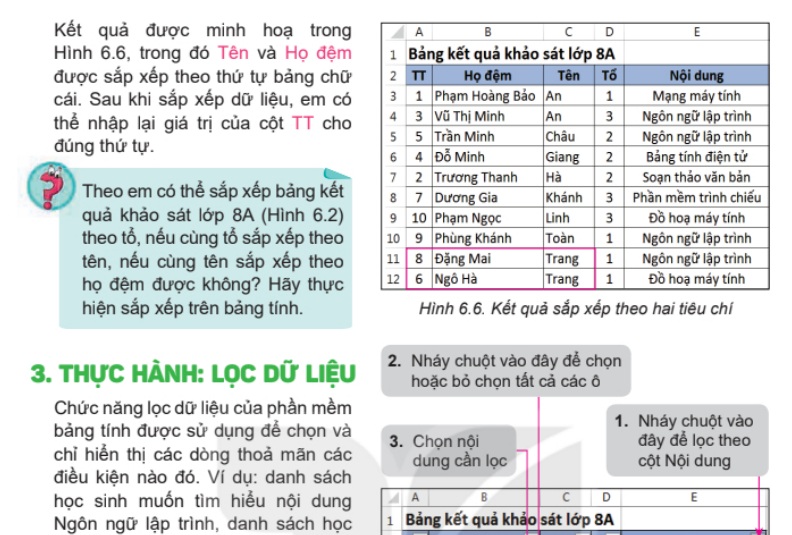 Kết quả được minh hoạ trong
Hình 6.6, trong đó Tên và Họ đệm
được sắp xếp theo thứ tự bảng chữ
cái. Sau khi sắp xếp dữ liệu, em có
thể nhập lại giá trị của cột TT cho
đúng thứ tự.
Theo em có thể sắp xếp bảng kết
quả khảo sát lớp 8A (Hình 6.2)
theo tổ, nếu cùng tổ sắp xếp theo
tên, nếu cùng tên sắp xếp theo
họ đệm được không? Hãy thực
hiện sắp xếp trên bảng tính.
A B C D E
1 Bảng kết quả khảo sát lớp 8A
2 TT Họ đệm Tên Tổ Nội dung
3 1 Phạm Hoàng Bảo An 1 Mạng máy tính
4 3 Vũ Thị Minh An 3 Ngôn ngữ lập trình
5 5 Trần Minh Châu 2 Ngôn ngữ lập trình
6 4 Đỗ Minh Giang 2 Bảng tính điện tử
7 2 Trương Thanh Hà 2 Soạn thảo văn bản
8 7 Dương Gia Khánh 3 Phần mềm trình chiếu
9 10 Phạm Ngọc Linh 3 Đồ hoạ máy tính
10 9 Phùng Khánh Toàn 1 Ngôn ngữ lập trình
11 8 Đặng Mai Trang 1 Ngôn ngữ lập trình
12 6 Ngô Hà Trang 1 Đồ hoạ máy tính
Hình 6.6. Kết quả sắp xếp theo hai tiêu chí
3. THỰC HÀNH: LỌC DỮ LIỆU
Chức năng lọc dữ liệu của phần mềm
bảng tính được sử dụng để chọn và
chỉ hiển thị các dòng thoả mãn các
điều kiện nào đó. Ví dụ: danh sách
học sinh muốn tìm hiểu nội dung
Ngôn ngữ lập trình, danh sách học
2. Nháy chuột vào đây để chọn
hoặc bỏ chọn tất cả các ô
3. Chọn nội
dung cần lọc
1. Nháy chuột vào
đây để lọc theo
cột Nội dung
A B C D E
1 Bảng kết quả khảo sát lớp 8A